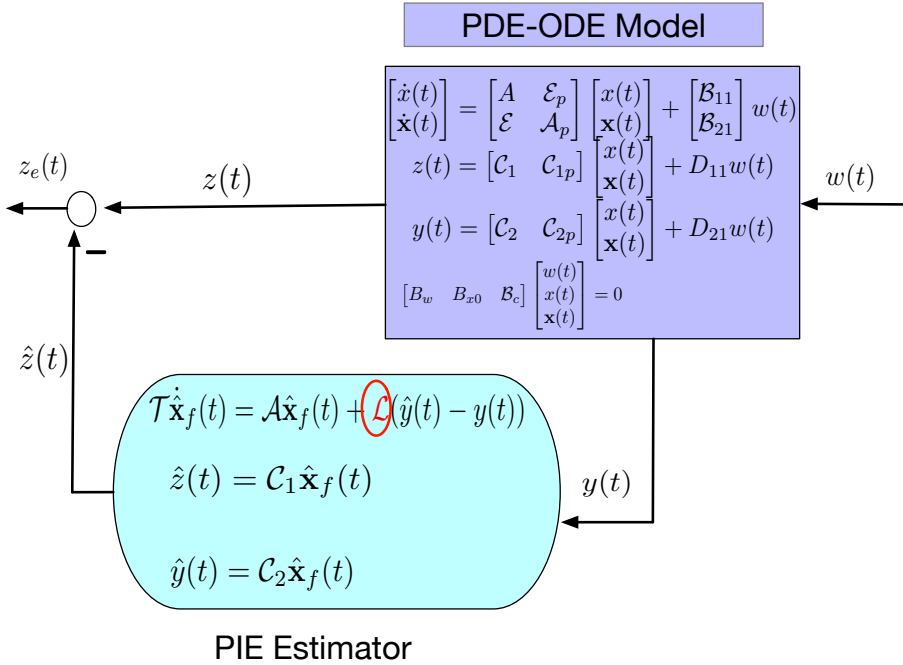 PDE-ODE Model
[ẋ(t); 𝐱̇(t)] = [A ℰ_p; ℰ 𝒜_p] [x(t); 𝐱(t)] + [ℬ_11; ℬ_21] w(t)
z(t) = [𝒞_1 𝒞_1p] [x(t); 𝐱(t)] + D_11 w(t)
y(t) = [𝒞_2 𝒞_2p] [x(t); 𝐱(t)] + D_21 w(t)
[B_w B_x0 ℬ_c] [w(t); x(t); 𝐱(t)] = 0
z_e(t)
z(t)
w(t)
−
ẑ(t)
𝒯 𝐱̂̇_f(t) = 𝒜𝐱̂_f(t) + ℒ(ŷ(t) − y(t))
ẑ(t) = 𝒞_1 𝐱̂_f(t)
ŷ(t) = 𝒞_2 𝐱̂_f(t)
y(t)
PIE Estimator